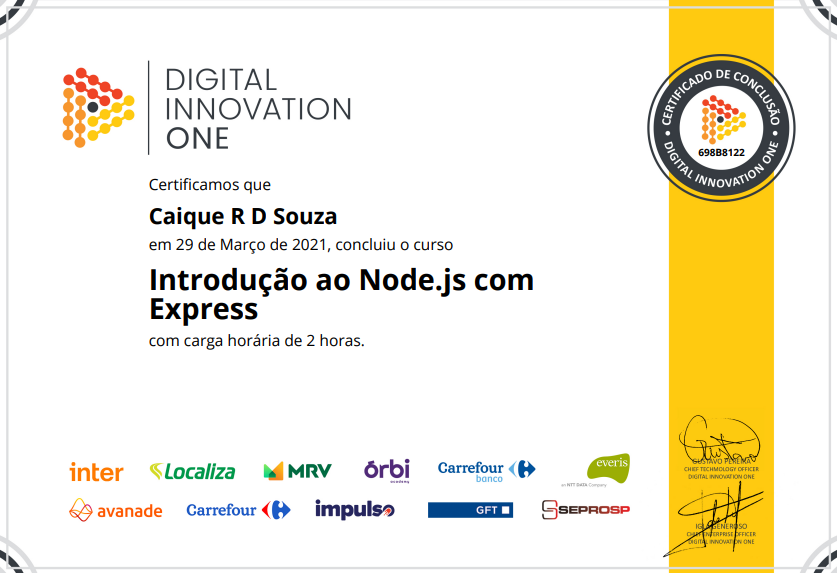 DIGITAL
INNOVATION
ONE
CERTIFICADO DE CONCLUSÃO
698B8122
DIGITAL INNOVATION ONE
Certificamos que
Caique R D Souza
em 29 de Março de 2021, concluiu o curso
Introdução ao Node.js com
Express
com carga horária de 2 horas.
inter
Localiza
MRV
órbi
academy
Carrefour
banco
everis
an NTT DATA Company
avanade
Carrefour
impulso
GFT
SEPROSP
GUSTAVO PEREIRA
CHIEF TECHNOLOGY OFFICER
DIGITAL INNOVATION ONE
IGLÁ GENEROSO
CHIEF ENTERPRISE OFFICER
DIGITAL INNOVATION ONE